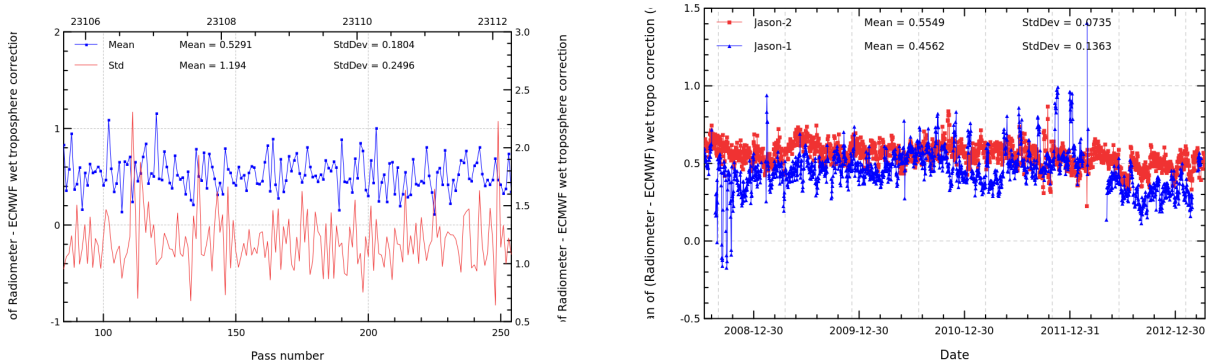 23106 23108 23110 23112
2
1
0
-1
3.0
2.5
2.0
1.5
1.0
0.5
Mean Mean = 0.5291 StdDev = 0.1804
Std Mean = 1.194 StdDev = 0.2496
of Radiometer - ECMWF wet troposphere correction
of Radiometer - ECMWF wet troposphere correction
100 150 200 250
Pass number
an of (Radiometer - ECMWF) wet tropo correction (
1.5
1.0
0.5
0.0
-0.5
Jason-2 Mean = 0.5549 StdDev = 0.0735
Jason-1 Mean = 0.4562 StdDev = 0.1363
2008-12-30 2009-12-30 2010-12-30 2011-12-31 2012-12-30
Date